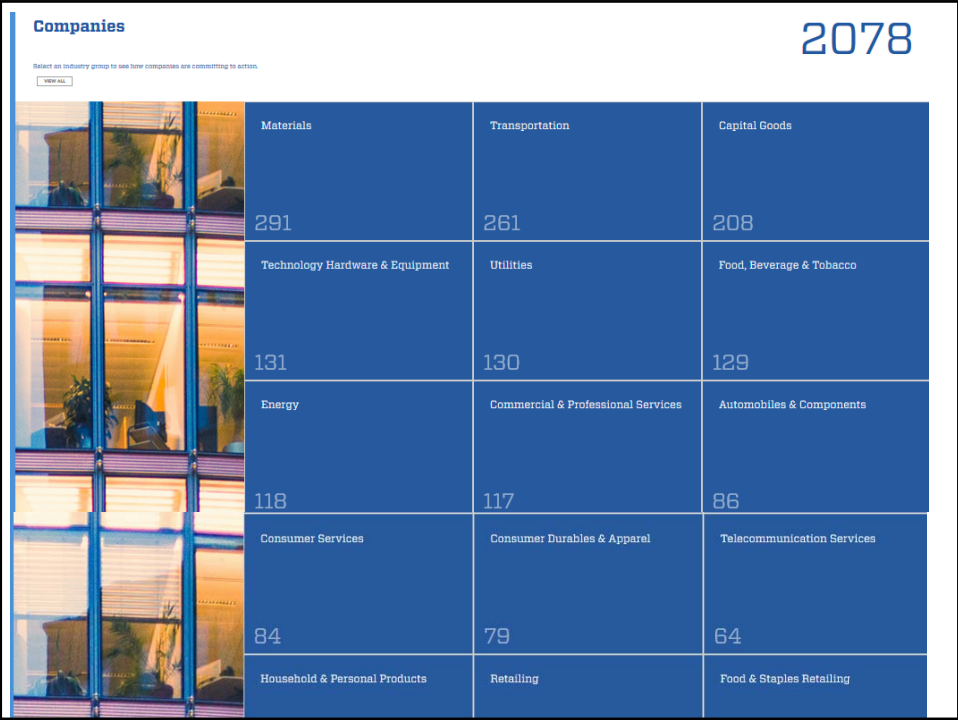 Companies
2078
Select an industry group to see how companies are committing to action.
VIEW ALL
Materials
Transportation
Capital Goods
291
261
208
Technology Hardware & Equipment
Utilities
Food, Beverage & Tobacco
131
130
129
Energy
Commercial & Professional Services
Automobiles & Components
118
117
86
Consumer Services
Consumer Durables & Apparel
Telecommunication Services
84
79
64
Household & Personal Products
Retailing
Food & Staples Retailing